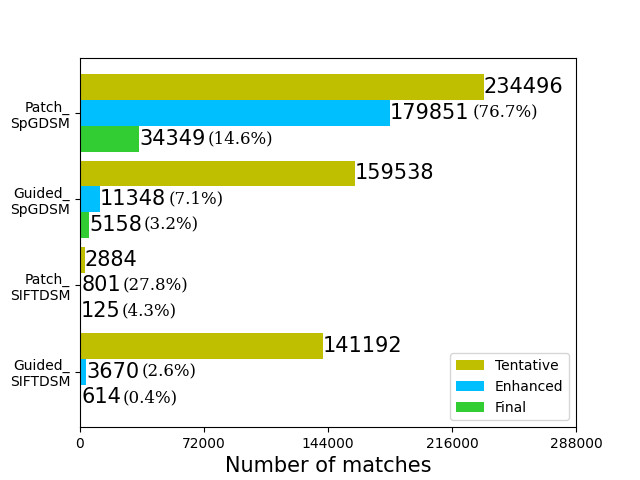 Patch_
SpGDSM
234496
179851 (76.7%)
34349 (14.6%)
Guided_
SpGDSM
159538
11348 (7.1%)
5158 (3.2%)
Patch_
SIFTDSM
2884
801 (27.8%)
125 (4.3%)
Guided_
SIFTDSM
141192
3670 (2.6%)
614 (0.4%)
Tentative
Enhanced
Final
0 72000 144000 216000 288000
Number of matches